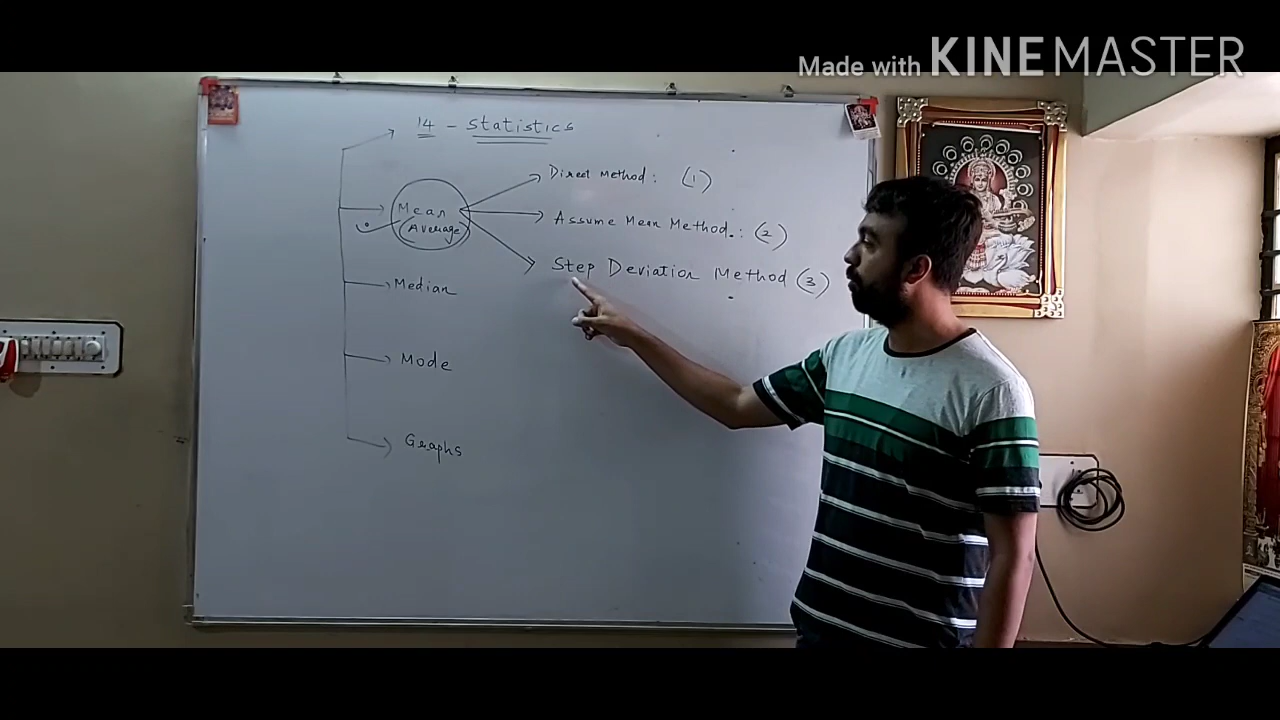 Made with KINEMASTER
14 - Statistics
Direct Method : (1)
Mean
(Average)
Assume Mean Method. : (2)
Step Deviation Method (3)
Median
Mode
Graphs